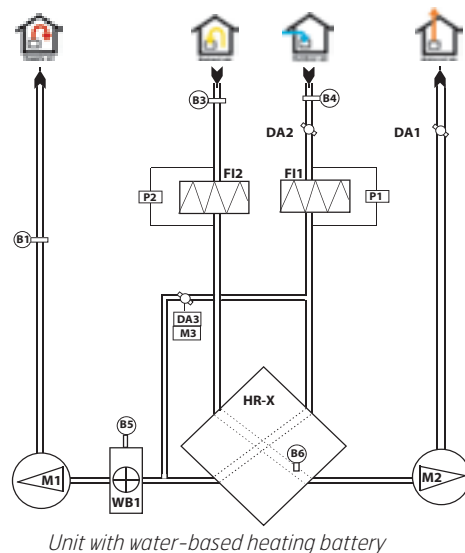 B3
B4
DA2
DA1
FI2
FI1
P2
P1
B1
DA3
M3
HR-X
B5
B6
M1
WB1
M2
Unit with water-based heating battery